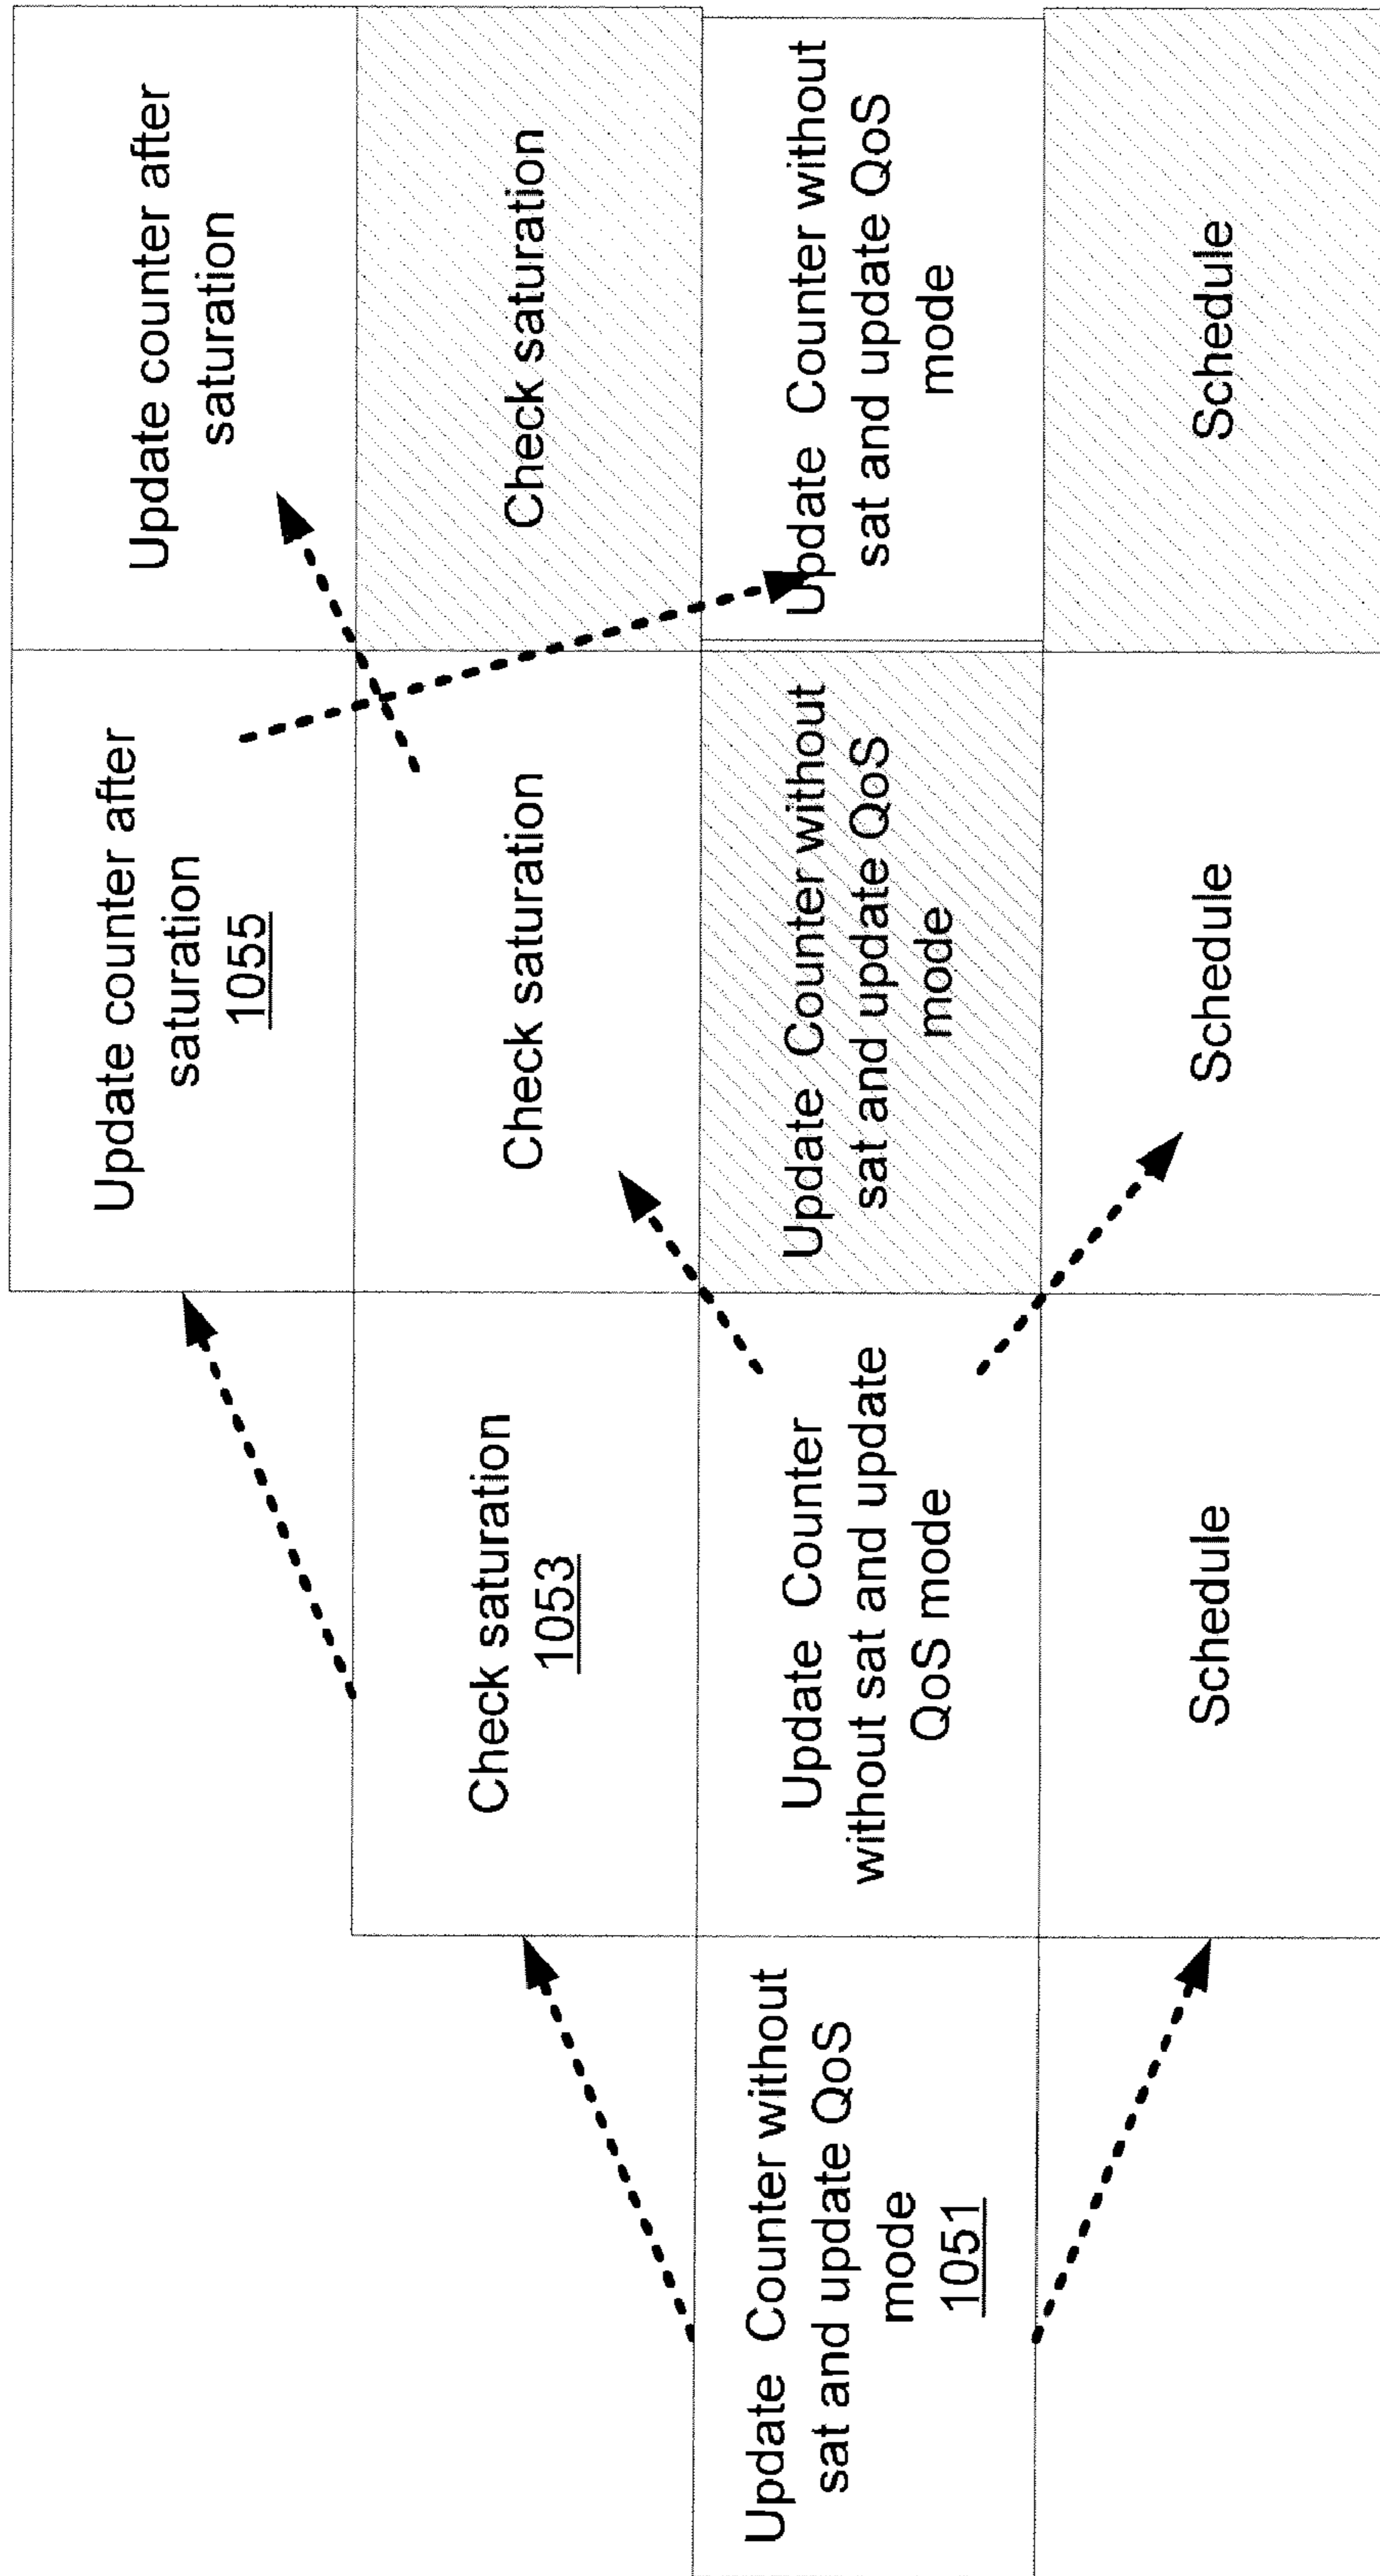 Update counter after
saturation
1055
Update counter after
saturation
Check saturation
1053
Check saturation
Check saturation
Update Counter without
sat and update QoS
mode
1051
Update Counter
without sat and update
QoS mode
Update Counter without
sat and update QoS
mode
Update Counter without
sat and update QoS
mode
Schedule
Schedule
Schedule